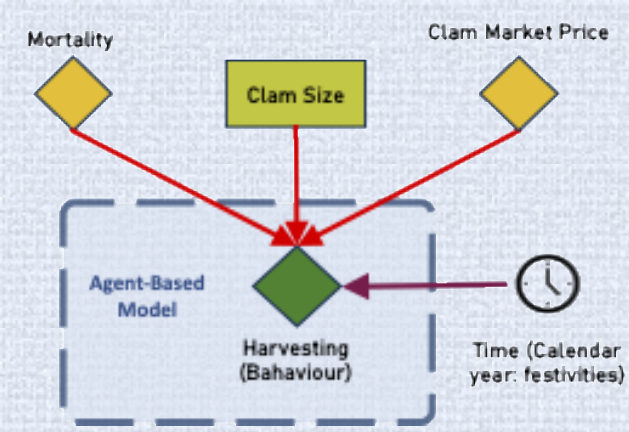 Mortality
Clam Market Price
Clam Size
Agent-Based
Model
Harvesting
(Bahaviour)
Time (Calendar
year: festivities)